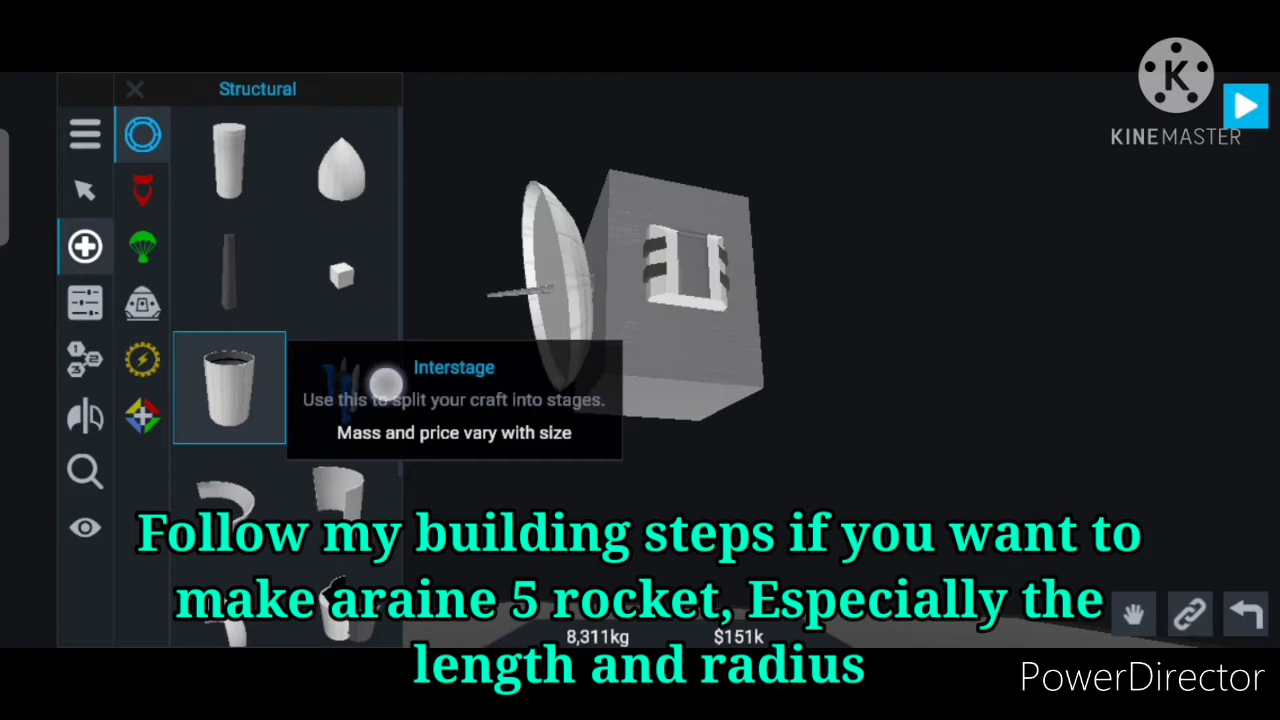 Structural
KINEMASTER
Interstage
Use this to split your craft into stages.
Mass and price vary with size
Follow my building steps if you want to
make araine 5 rocket, Especially the
length and radius
8,311kg
$151k
PowerDirector